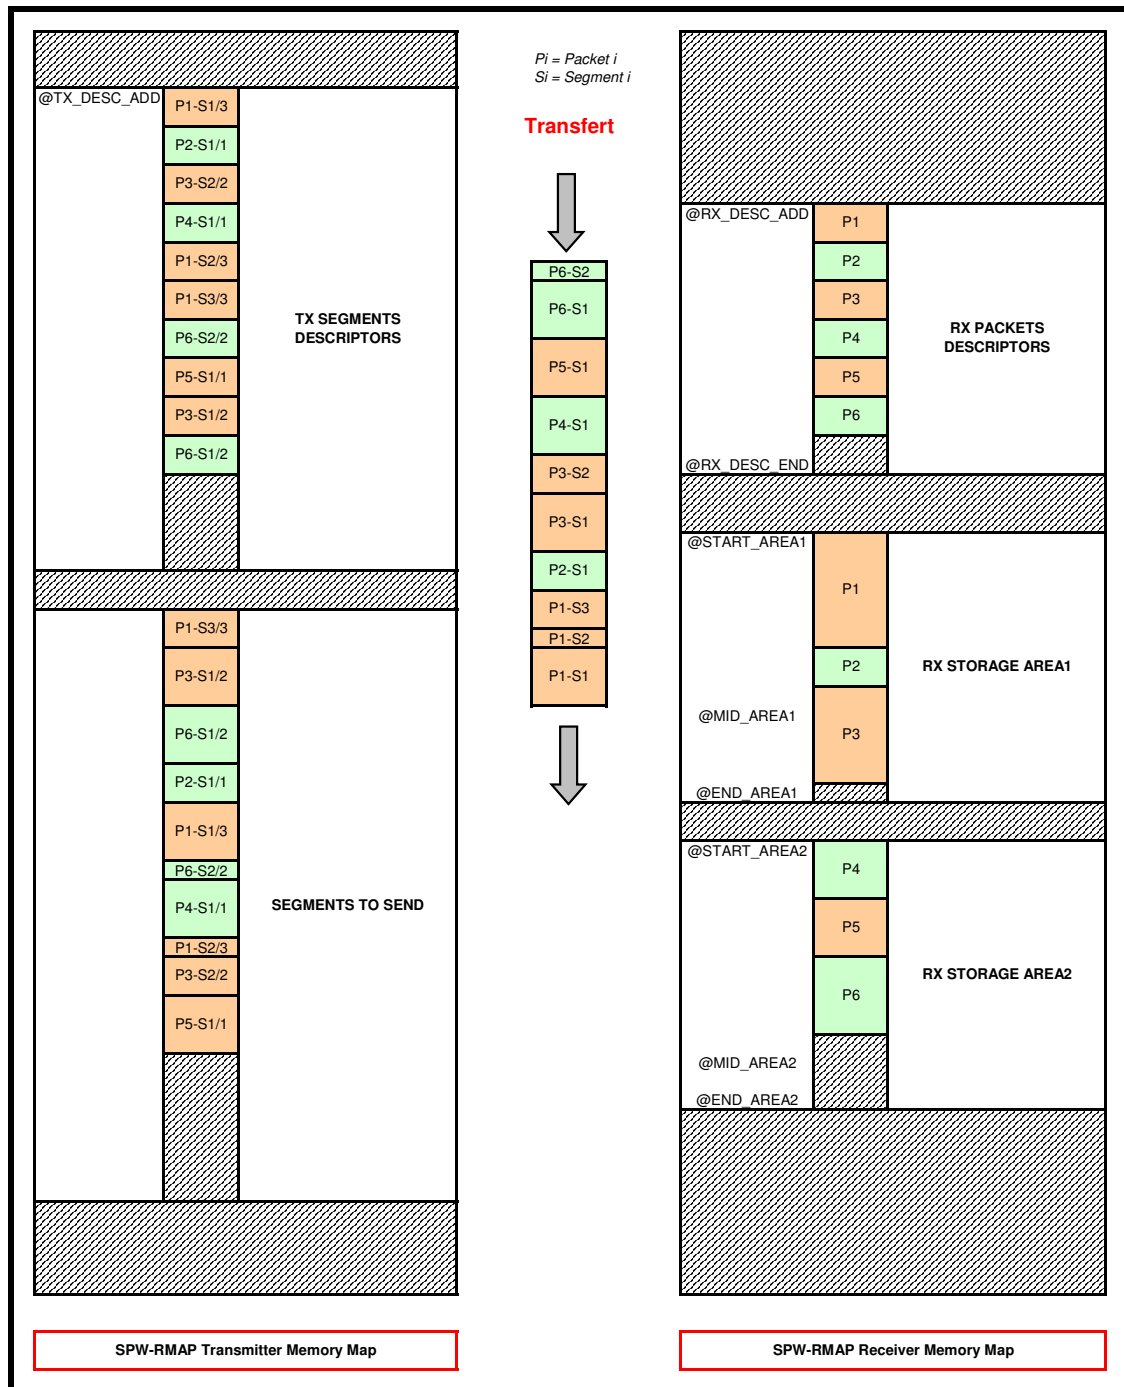 Pi = Packet i
Si = Segment i
Transfert
@TX_DESC_ADD
P1-S1/3
P2-S1/1
P3-S2/2
P4-S1/1
P1-S2/3
P1-S3/3
P6-S2/2
P5-S1/1
P3-S1/2
P6-S1/2
TX SEGMENTS
DESCRIPTORS
P1-S3/3
P3-S1/2
P6-S1/2
P2-S1/1
P1-S1/3
P6-S2/2
P4-S1/1
P1-S2/3
P3-S2/2
P5-S1/1
SEGMENTS TO SEND
P6-S2
P6-S1
P5-S1
P4-S1
P3-S2
P3-S1
P2-S1
P1-S3
P1-S2
P1-S1
@RX_DESC_ADD
P1
P2
P3
P4
P5
P6
@RX_DESC_END
RX PACKETS
DESCRIPTORS
@START_AREA1
P1
P2
@MID_AREA1
P3
@END_AREA1
RX STORAGE AREA1
@START_AREA2
P4
P5
P6
@MID_AREA2
@END_AREA2
RX STORAGE AREA2
SPW-RMAP Transmitter Memory Map
SPW-RMAP Receiver Memory Map